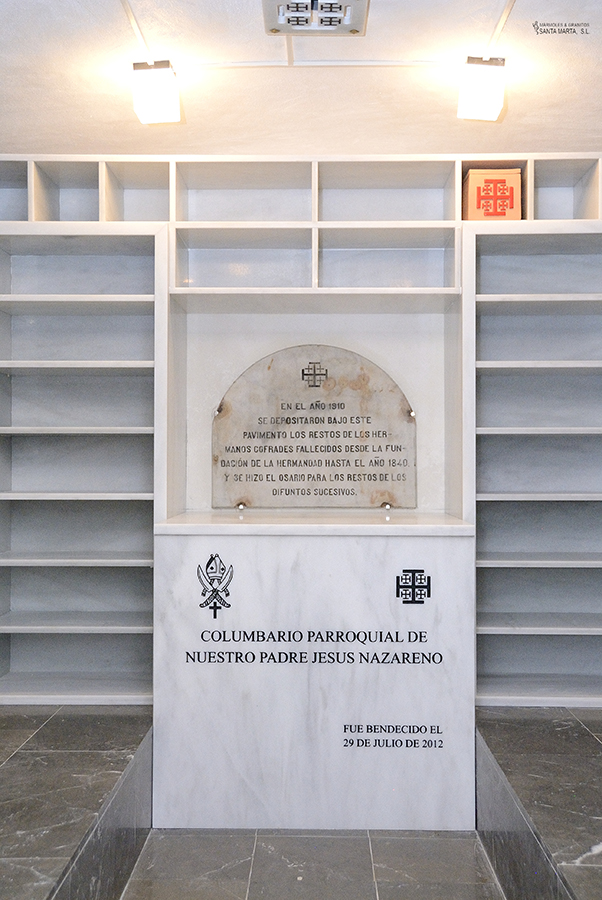 MARMOLES & GRANITOS
SANTA MARTA, S.L.
EN EL AÑO 1910
SE DEPOSITARON BAJO ESTE
PAVIMENTO LOS RESTOS DE LOS HER-
MANOS COFRADES FALLECIDOS DESDE LA FUN-
DACIÓN DE LA HERMANDAD HASTA EL AÑO 1840.
Y SE HIZO EL OSARIO PARA LOS RESTOS DE LOS
DIFUNTOS SUCESIVOS.
COLUMBARIO PARROQUIAL DE
NUESTRO PADRE JESUS NAZARENO
FUE BENDECIDO EL
29 DE JULIO DE 2012